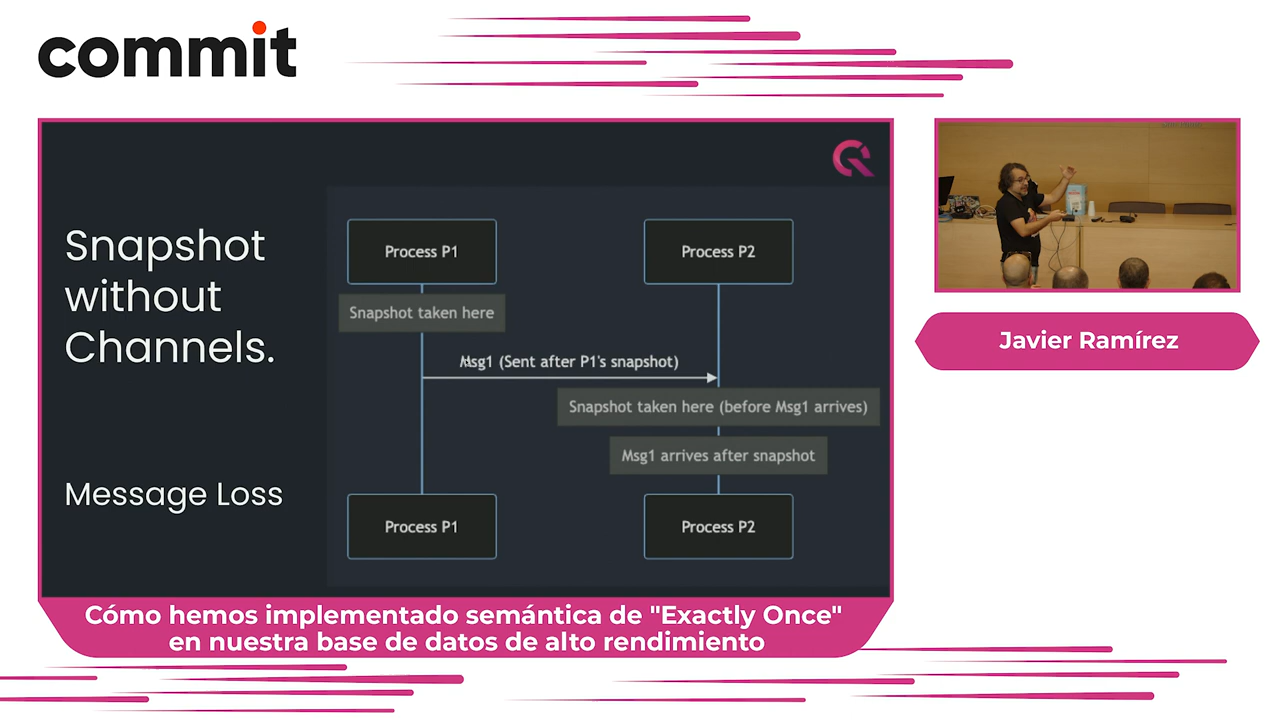 commit
Snapshot
without
Channels.
Message Loss
Process P1
Process P2
Snapshot taken here
Msg1 (Sent after P1's snapshot)
Snapshot taken here (before Msg1 arrives)
Msg1 arrives after snapshot
Process P1
Process P2
Javier Ramírez
Cómo hemos implementado semántica de "Exactly Once"
en nuestra base de datos de alto rendimiento